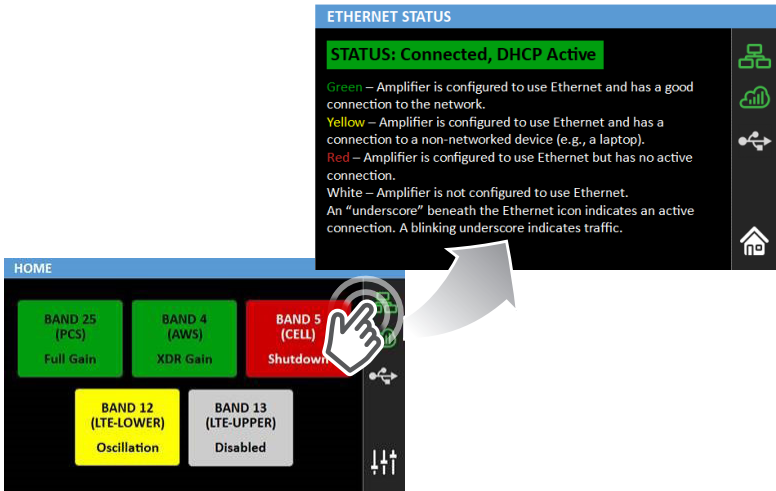 ETHERNET STATUS
STATUS: Connected, DHCP Active
Green – Amplifier is configured to use Ethernet and has a good
connection to the network.
Yellow – Amplifier is configured to use Ethernet and has a
connection to a non-networked device (e.g., a laptop).
Red – Amplifier is configured to use Ethernet but has no active
connection.
White – Amplifier is not configured to use Ethernet.
An “underscore” beneath the Ethernet icon indicates an active
connection. A blinking underscore indicates traffic.
HOME
BAND 25
(PCS)
Full Gain
BAND 4
(AWS)
XDR Gain
BAND 5
(CELL)
Shutdown
BAND 12
(LTE-LOWER)
Oscillation
BAND 13
(LTE-UPPER)
Disabled